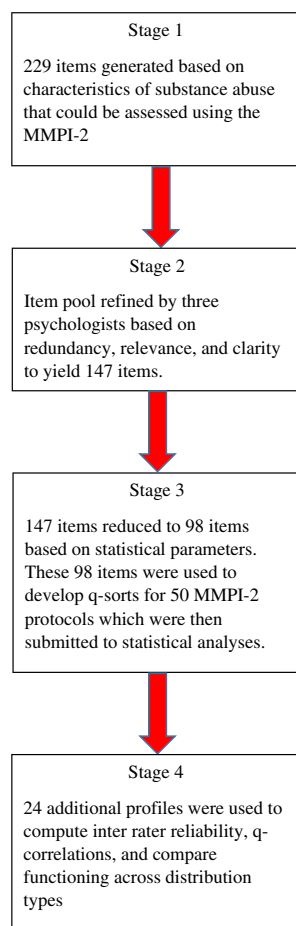 Stage 1
229 items generated based on
characteristics of substance abuse
that could be assessed using the
MMPI-2
Stage 2
Item pool refined by three
psychologists based on
redundancy, relevance, and clarity
to yield 147 items.
Stage 3
147 items reduced to 98 items
based on statistical parameters.
These 98 items were used to
develop q-sorts for 50 MMPI-2
protocols which were then
submitted to statistical analyses.
Stage 4
24 additional profiles were used to
compute inter rater reliability, q-
correlations, and compare
functioning across distribution
types